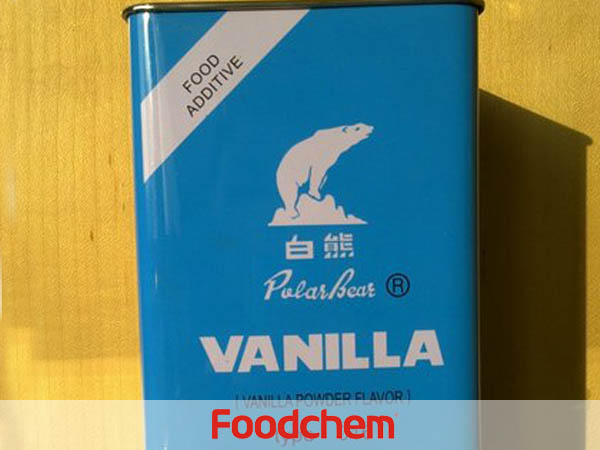 FOOD
ADDITIVE
白熊
PolarBear ®
VANILLA
[ VANILLA POWDER FLAVOR ]
Foodchem